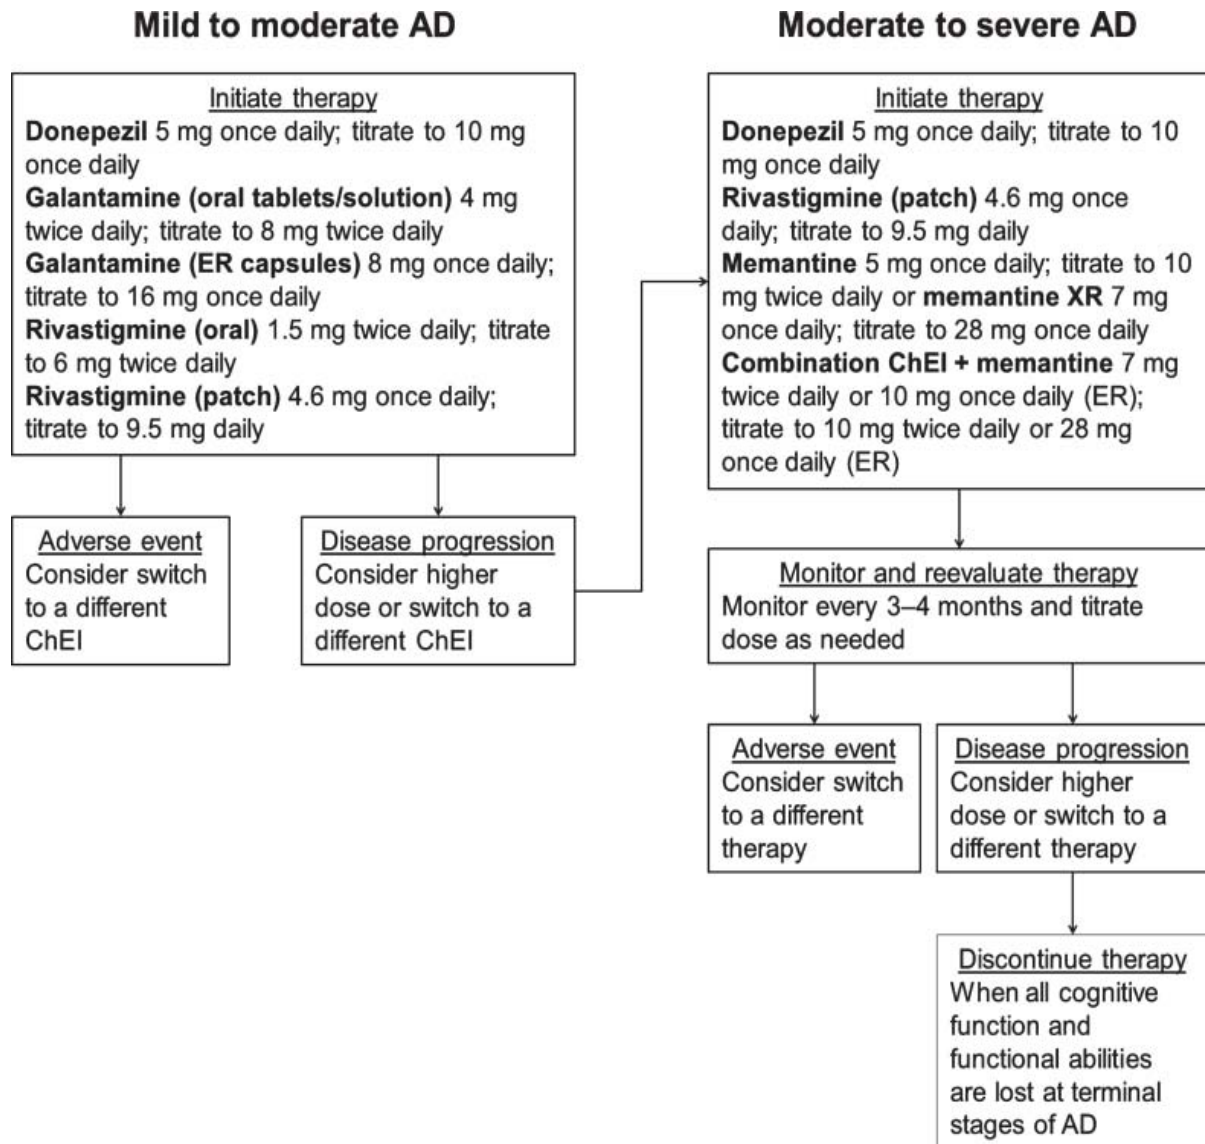 Mild to moderate AD
Initiate therapy
Donepezil 5 mg once daily; titrate to 10 mg
once daily
Galantamine (oral tablets/solution) 4 mg
twice daily; titrate to 8 mg twice daily
Galantamine (ER capsules) 8 mg once daily;
titrate to 16 mg once daily
Rivastigmine (oral) 1.5 mg twice daily; titrate
to 6 mg twice daily
Rivastigmine (patch) 4.6 mg once daily;
titrate to 9.5 mg daily
Adverse event
Consider switch
to a different
ChEI
Disease progression
Consider higher
dose or switch to a
different ChEI
Moderate to severe AD
Initiate therapy
Donepezil 5 mg once daily; titrate to 10
mg once daily
Rivastigmine (patch) 4.6 mg once
daily; titrate to 9.5 mg daily
Memantine 5 mg once daily; titrate to 10
mg twice daily or memantine XR 7 mg
once daily; titrate to 28 mg once daily
Combination ChEI + memantine 7 mg
twice daily or 10 mg once daily (ER);
titrate to 10 mg twice daily or 28 mg
once daily (ER)
Monitor and reevaluate therapy
Monitor every 3–4 months and titrate
dose as needed
Adverse event
Consider switch
to a different
therapy
Disease progression
Consider higher
dose or switch to a
different therapy
Discontinue therapy
When all cognitive
function and
functional abilities
are lost at terminal
stages of AD